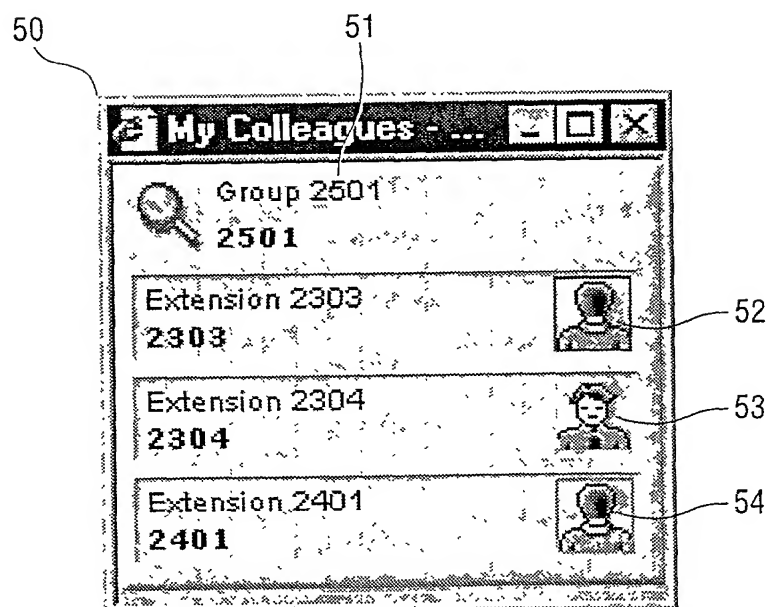 50
51
My Colleagues - ...
Group 2501
2501
Extension 2303
2303
52
Extension 2304
2304
53
Extension 2401
2401
54